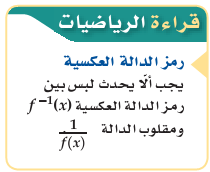 قراءة الرياضيات
رمز الدالة العكسية
يجب ألّا يحدث لبس بين
رمز الدالة العكسية f⁻¹(x)
ومقلوب الدالة 1/f(x)